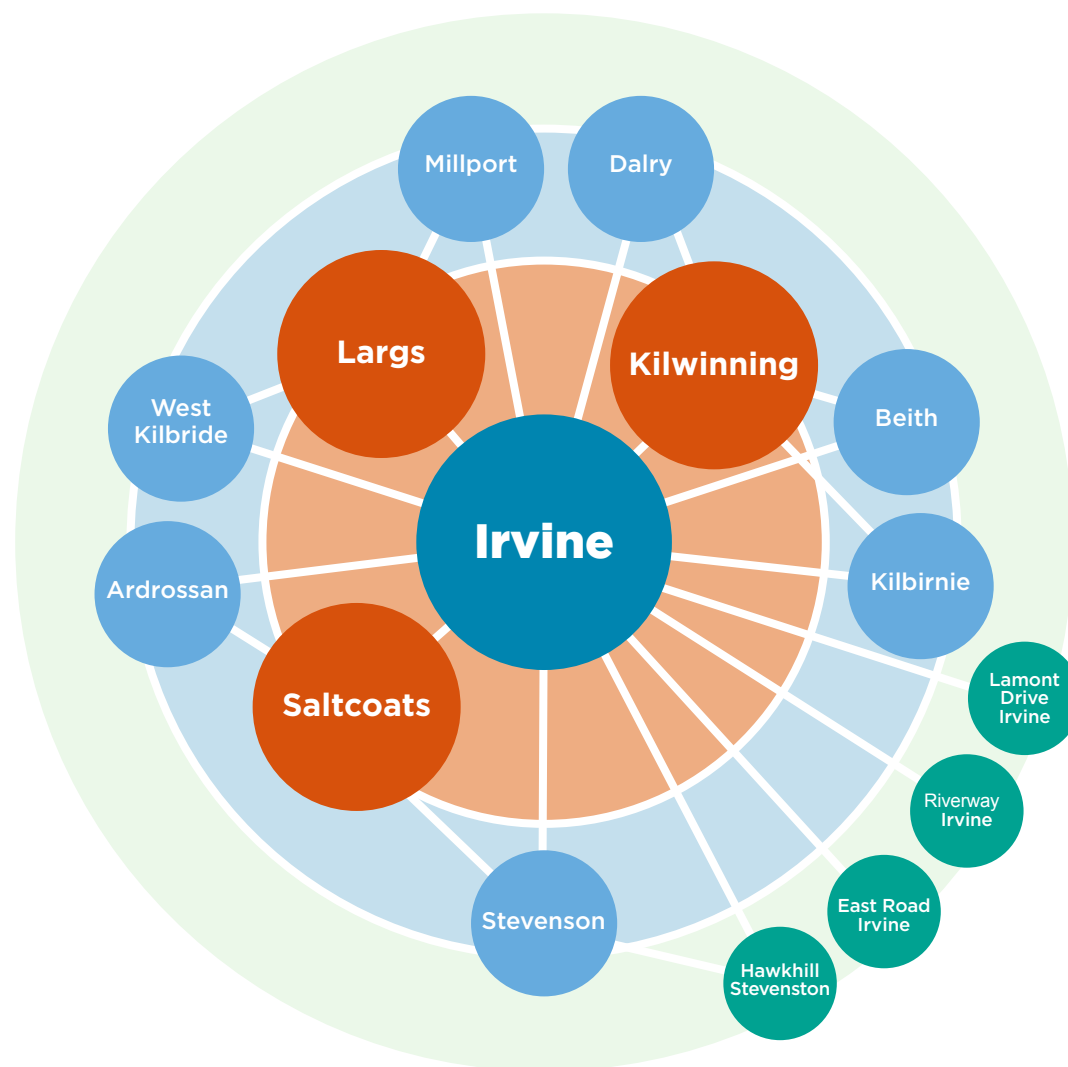 Millport
Dalry
Largs
Kilwinning
West
Kilbride
Beith
Irvine
Ardrossan
Kilbirnie
Saltcoats
Lamont
Drive
Irvine
Riverway
Irvine
Stevenson
East Road
Irvine
Hawkhill
Stevenston